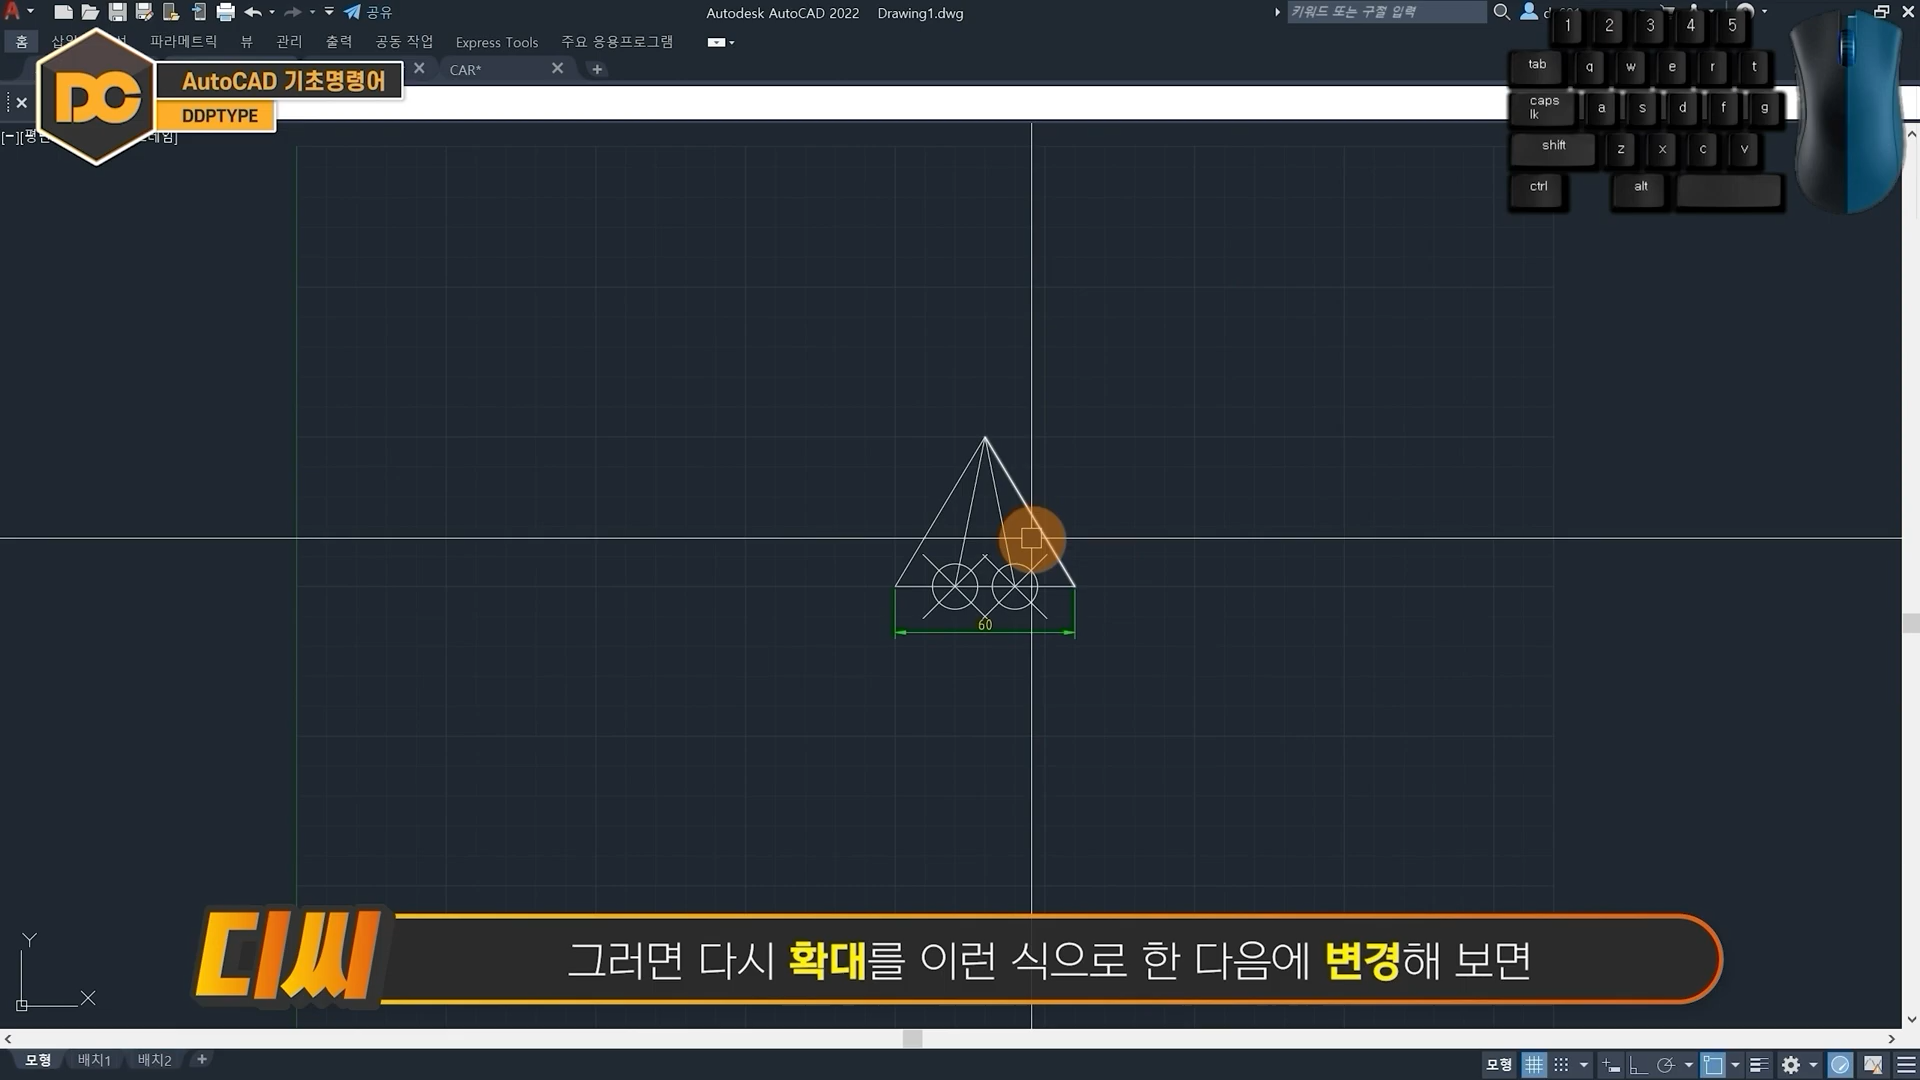 공유
Autodesk AutoCAD 2022 Drawing1.dwg
키워드 또는 구절 입력
홈
파라메트릭 뷰 관리 출력 공동 작업 Express Tools 주요 응용프로그램
CAR*
DC
AutoCAD 기초명령어
DDPTYPE
1 2 3 4 5
tab q w e r t
caps lk a s d f g
shift z x c v
ctrl alt
60
디씨
그러면 다시 확대를 이런 식으로 한 다음에 변경해 보면
Y
X
모형 배치1 배치2
모형